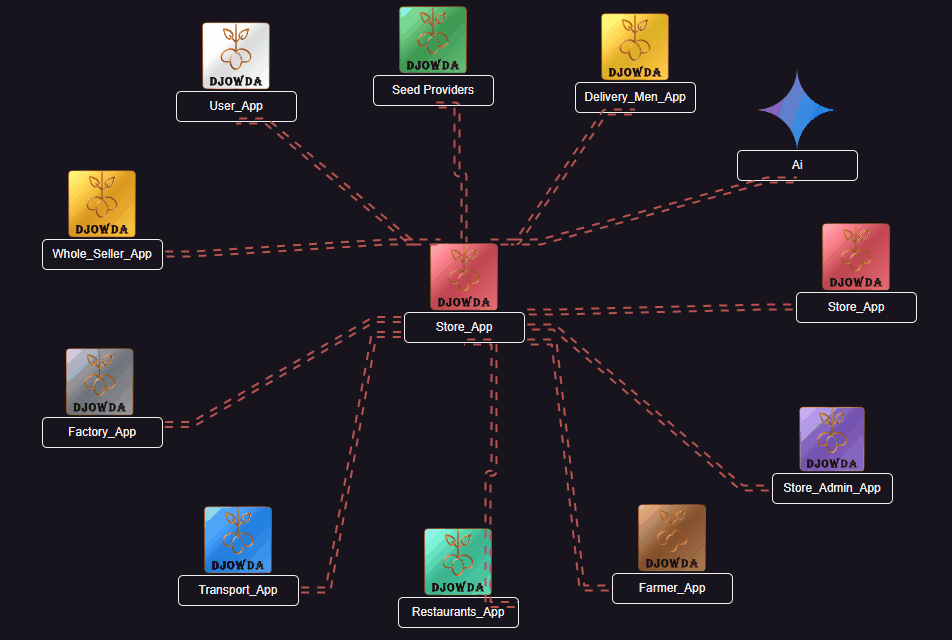 DJOWDA
User_App
DJOWDA
Seed Providers
DJOWDA
Delivery_Men_App
Ai
DJOWDA
Whole_Seller_App
DJOWDA
Store_App
DJOWDA
Store_App
DJOWDA
Factory_App
DJOWDA
Store_Admin_App
DJOWDA
Transport_App
DJOWDA
Restaurants_App
DJOWDA
Farmer_App